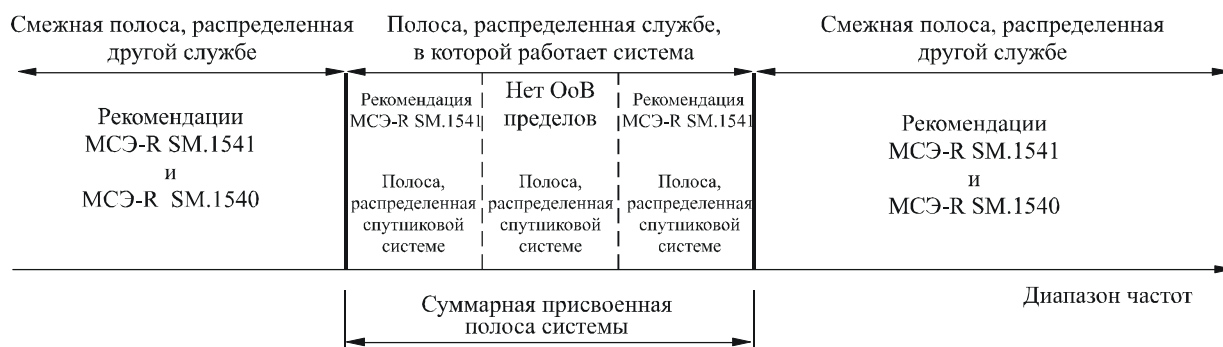 Смежная полоса, распределенная
другой службе
Полоса, распределенная службе,
в которой работает система
Смежная полоса, распределенная
другой службе
Рекомендации
МСЭ-R SM.1541
и
МСЭ-R SM.1540
Рекомендация
МСЭ-R SM.1541
Нет OoB
пределов
Рекомендация
МСЭ-R SM.1541
Рекомендации
МСЭ-R SM.1541
и
МСЭ-R SM.1540
Полоса,
распределенная
спутниковой
системе
Полоса,
распределенная
спутниковой
системе
Полоса,
распределенная
спутниковой
системе
Диапазон частот
Суммарная присвоенная
полоса системы